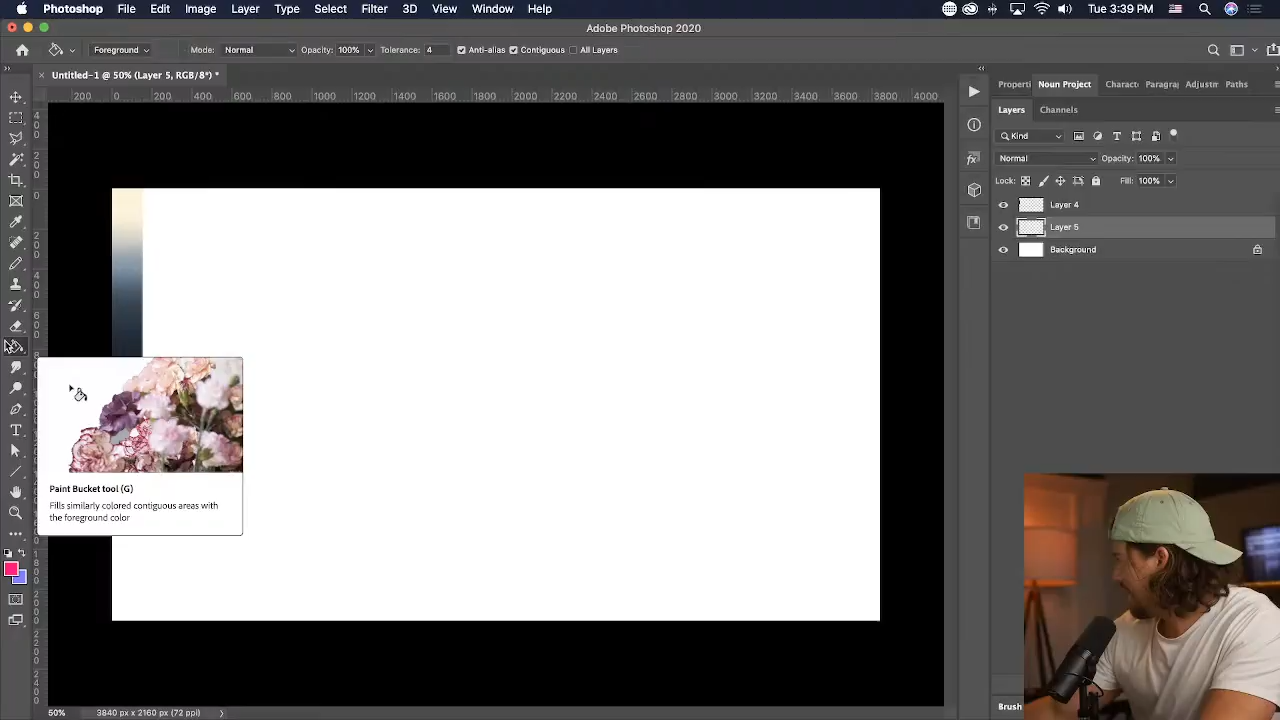 Photoshop File Edit Image Layer Type Select Filter 3D View Window Help Tue 3:39 PM
Adobe Photoshop 2020
Foreground Mode: Normal Opacity: 100% Tolerance: 4 Anti-alias Contiguous All Layers
Untitled-1 @ 50% (Layer 5, RGB/8*) *
200 0 200 400 600 800 1000 1200 1400 1600 1800 2000 2200 2400 2600 2800 3000 3200 3400 3600 3800 4000
Properti Noun Project Charact Paragra Adjustm Paths
Layers Channels
Kind
Normal Opacity: 100%
Lock: Fill: 100%
Layer 4
Layer 5
Background
Paint Bucket tool (G)
Fills similarly colored contiguous areas with
the foreground color
Brush
50% 3840 px x 2160 px (72 ppi)